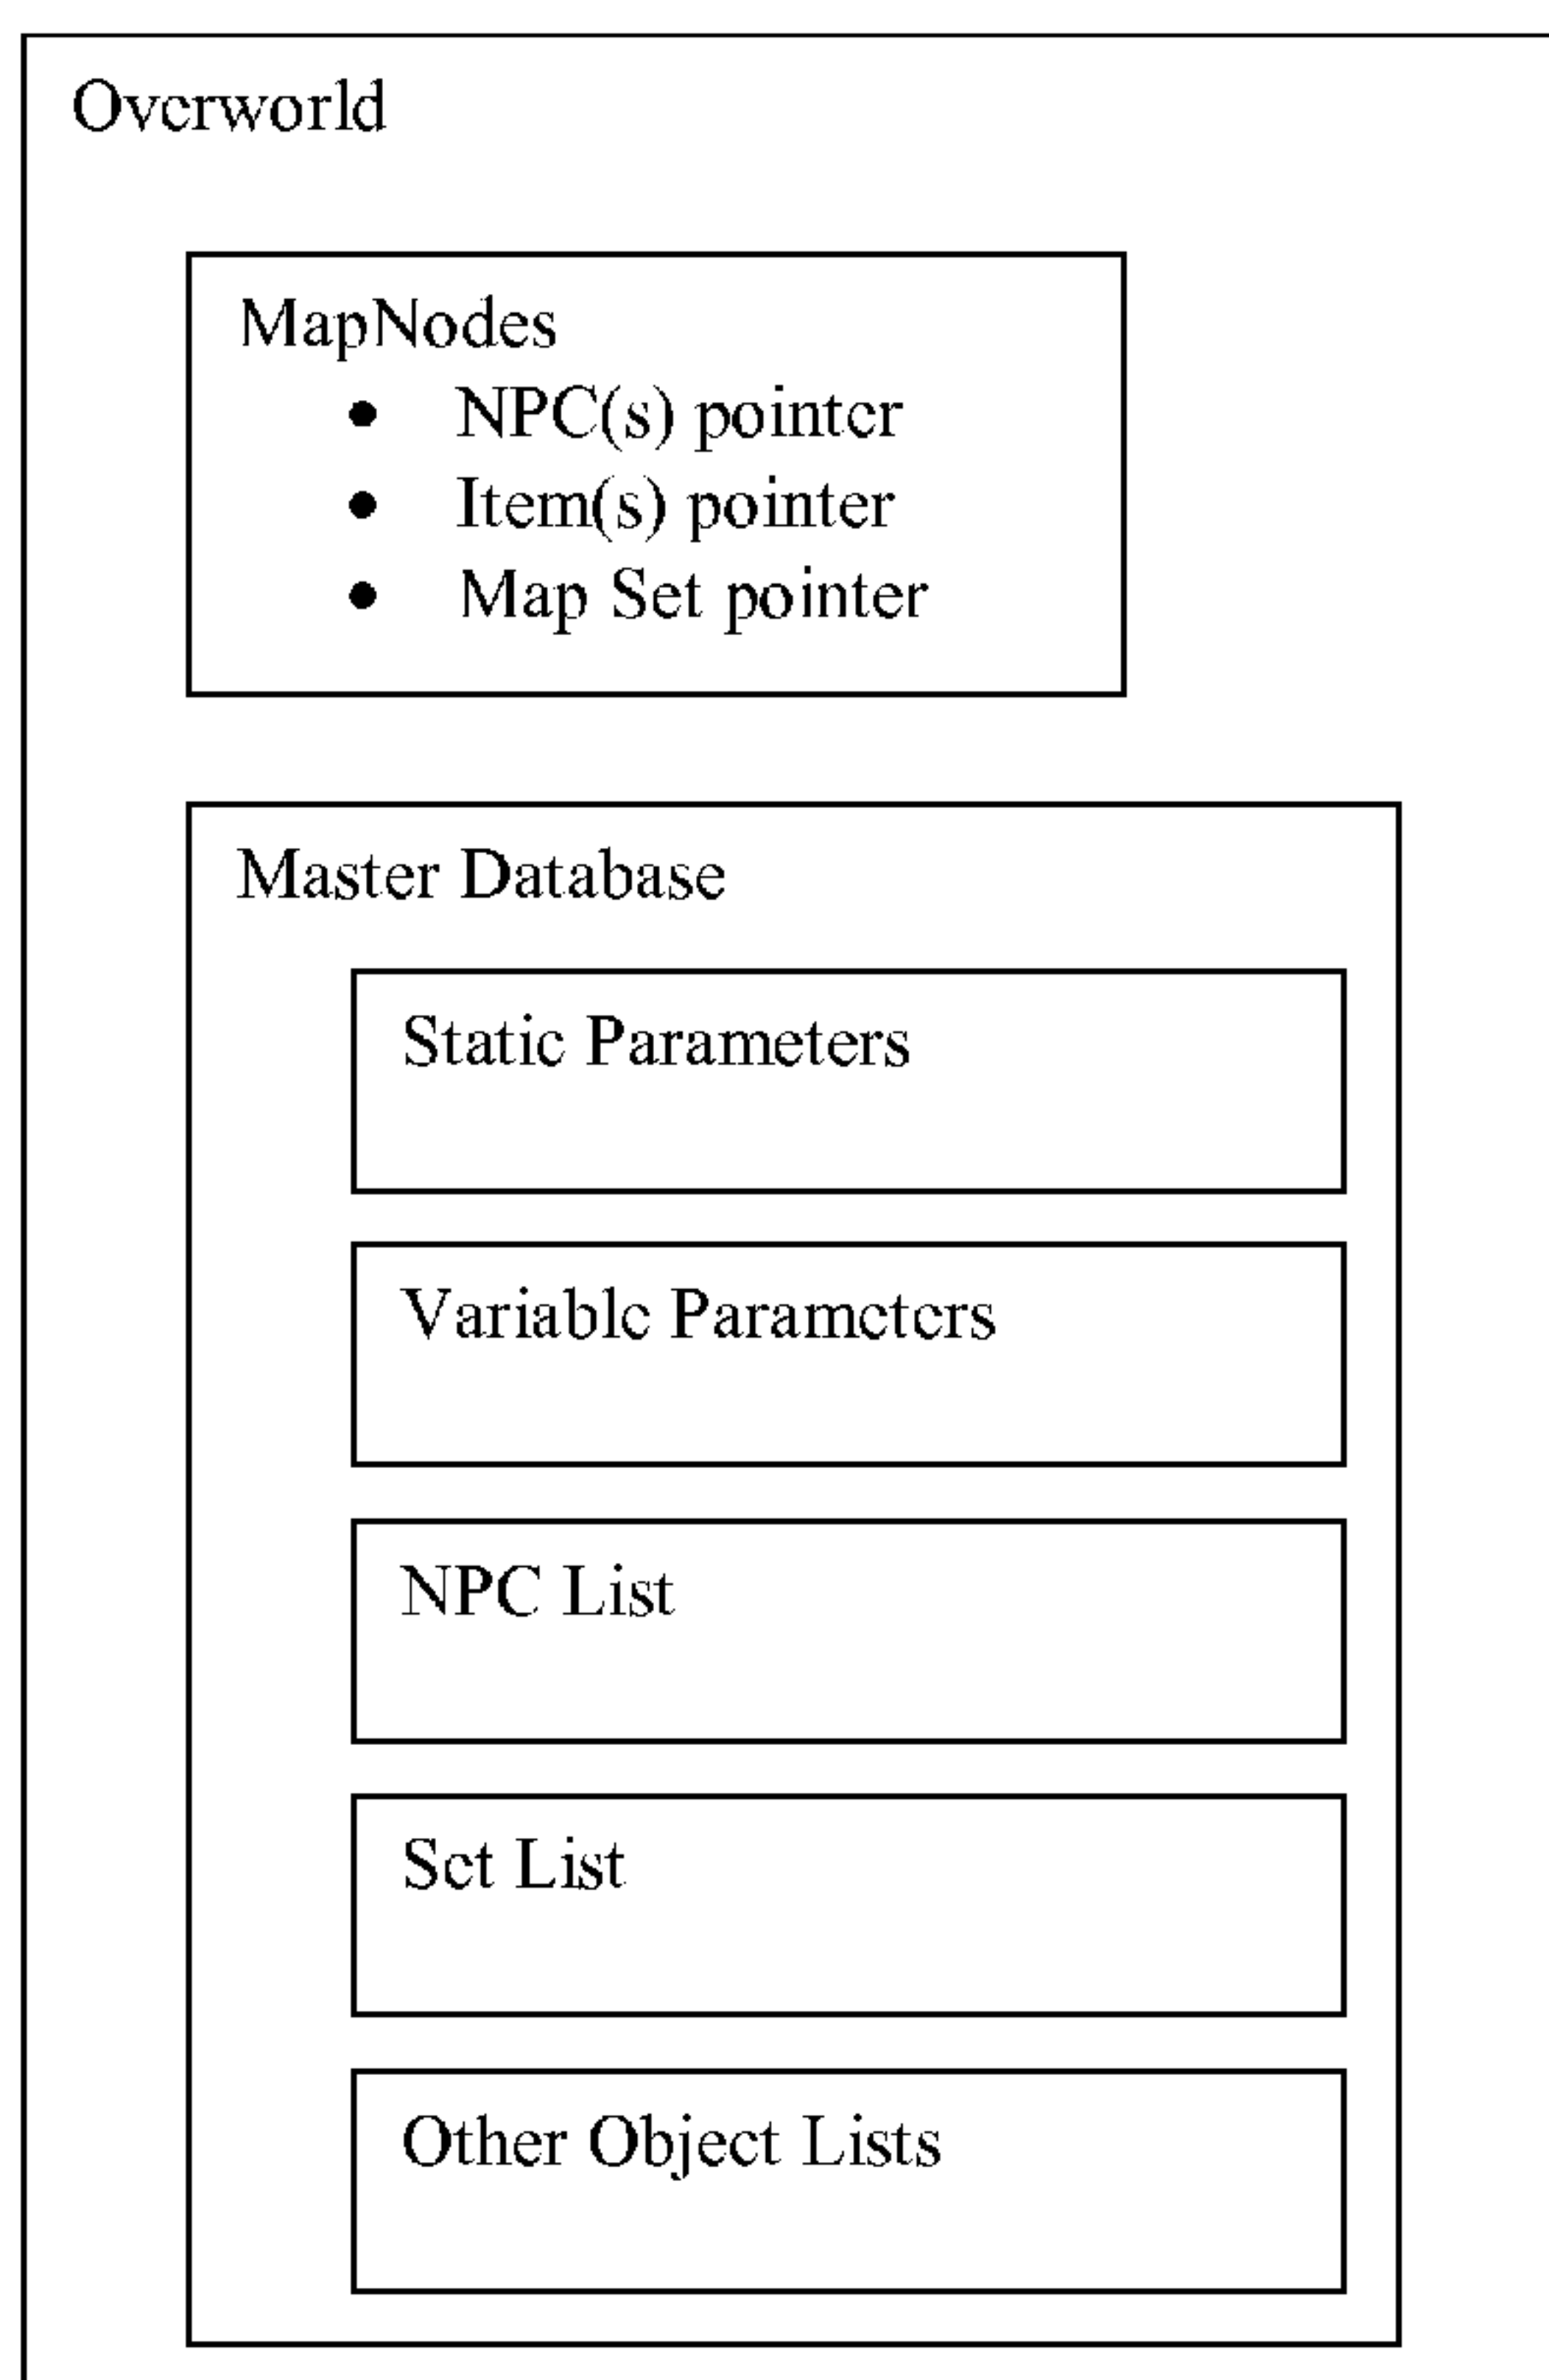 Overworld
MapNodes
• NPC(s) pointer
• Item(s) pointer
• Map Set pointer
Master Database
Static Parameters
Variable Parameters
NPC List
Set List
Other Object Lists